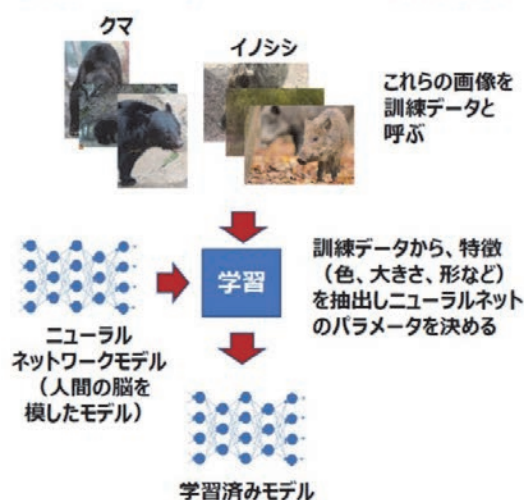 クマ
イノシシ
これらの画像を
訓練データと
呼ぶ
学習
訓練データから、特徴
（色、大きさ、形など）
を抽出しニューラルネット
のパラメータを決める
ニューラル
ネットワークモデル
（人間の脳を
模したモデル）
学習済みモデル